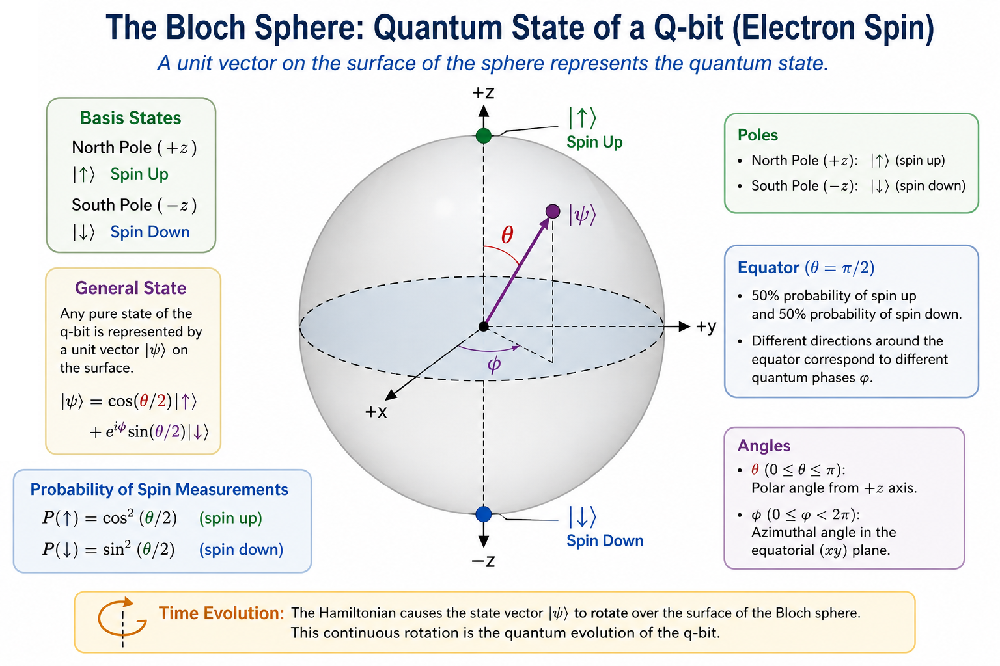 The Bloch Sphere: Quantum State of a Q-bit (Electron Spin)
A unit vector on the surface of the sphere represents the quantum state.
Basis States
North Pole (+z)
|↑⟩ Spin Up
South Pole (−z)
|↓⟩ Spin Down
General State
Any pure state of the
q-bit is represented by
a unit vector |ψ⟩ on
the surface.
|ψ⟩ = cos(θ/2)|↑⟩
+ e^{iϕ} sin(θ/2)|↓⟩
Probability of Spin Measurements
P(↑) = cos² (θ/2) (spin up)
P(↓) = sin² (θ/2) (spin down)
+z
|↑⟩
Spin Up
|ψ⟩
θ
+y
φ
+x
|↓⟩
Spin Down
−z
Poles
• North Pole (+z): |↑⟩ (spin up)
• South Pole (−z): |↓⟩ (spin down)
Equator (θ = π/2)
• 50% probability of spin up
and 50% probability of spin down.
• Different directions around the
equator correspond to different
quantum phases φ.
Angles
• θ (0 ≤ θ ≤ π):
Polar angle from +z axis.
• ϕ (0 ≤ φ < 2π):
Azimuthal angle in the
equatorial (xy) plane.
Time Evolution: The Hamiltonian causes the state vector |ψ⟩ to rotate over the surface of the Bloch sphere.
This continuous rotation is the quantum evolution of the q-bit.